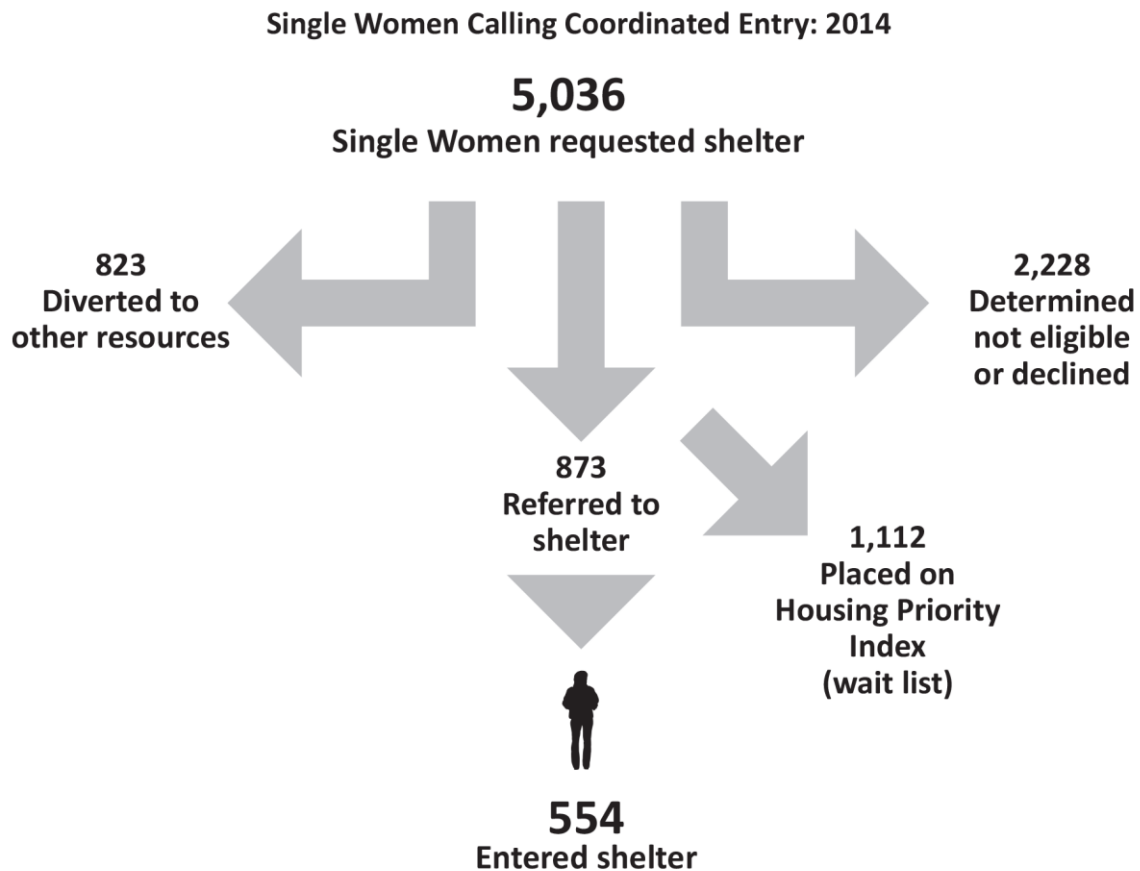 Single Women Calling Coordinated Entry: 2014
5,036
Single Women requested shelter
823
Diverted to
other resources
2,228
Determined
not eligible
or declined
873
Referred to
shelter
1,112
Placed on
Housing Priority
Index
(wait list)
554
Entered shelter